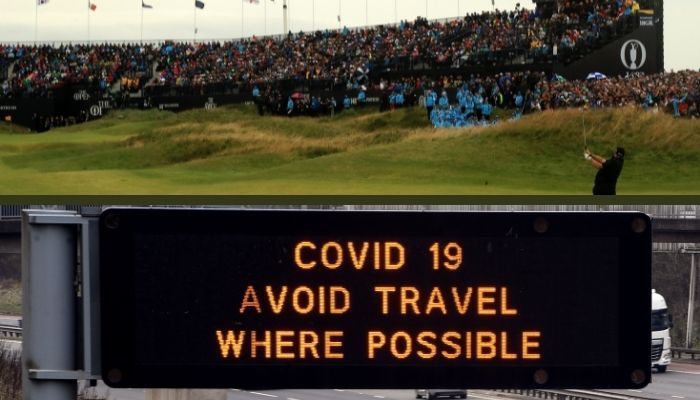 COVID 19
AVOID TRAVEL
WHERE POSSIBLE